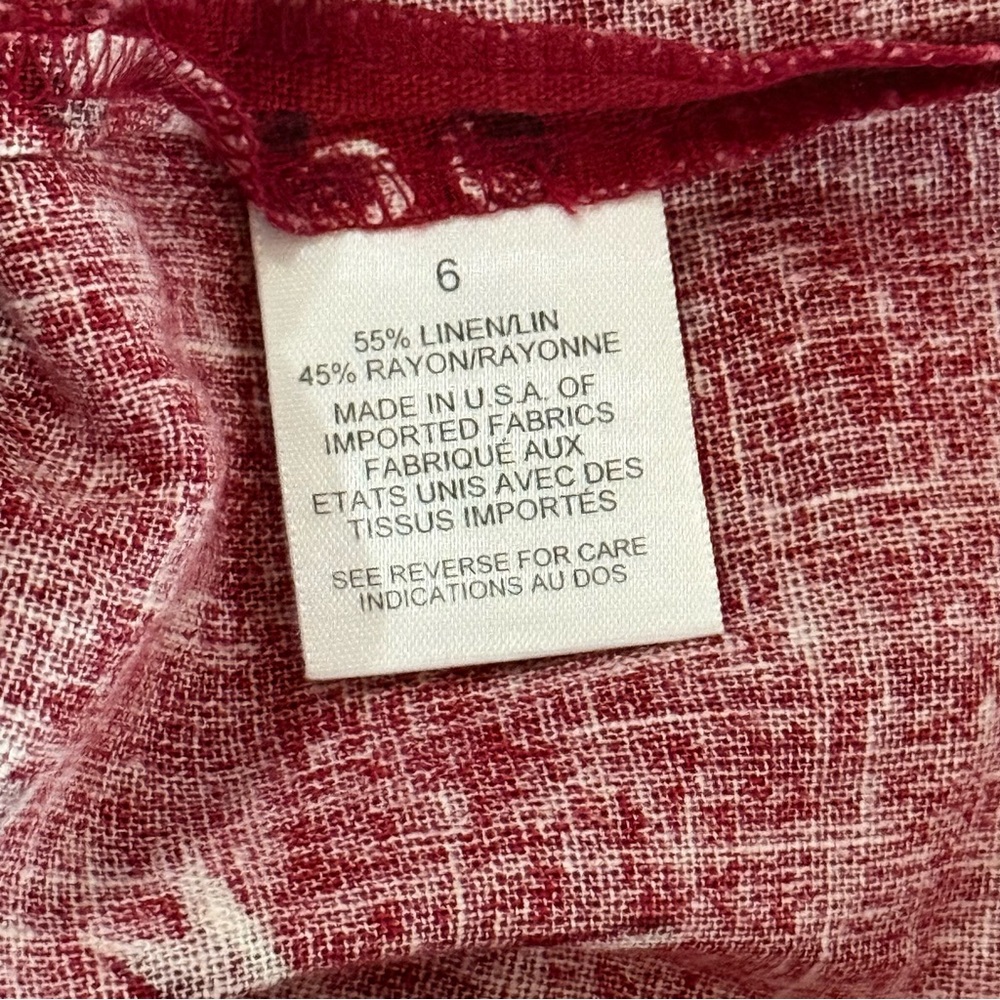 6
55% LINEN/LIN
45% RAYON/RAYONNE
MADE IN U.S.A. OF
IMPORTED FABRICS
FABRIQUÉ AUX
ETATS UNIS AVEC DES
TISSUS IMPORTÉS
SEE REVERSE FOR CARE
INDICATIONS AU DOS